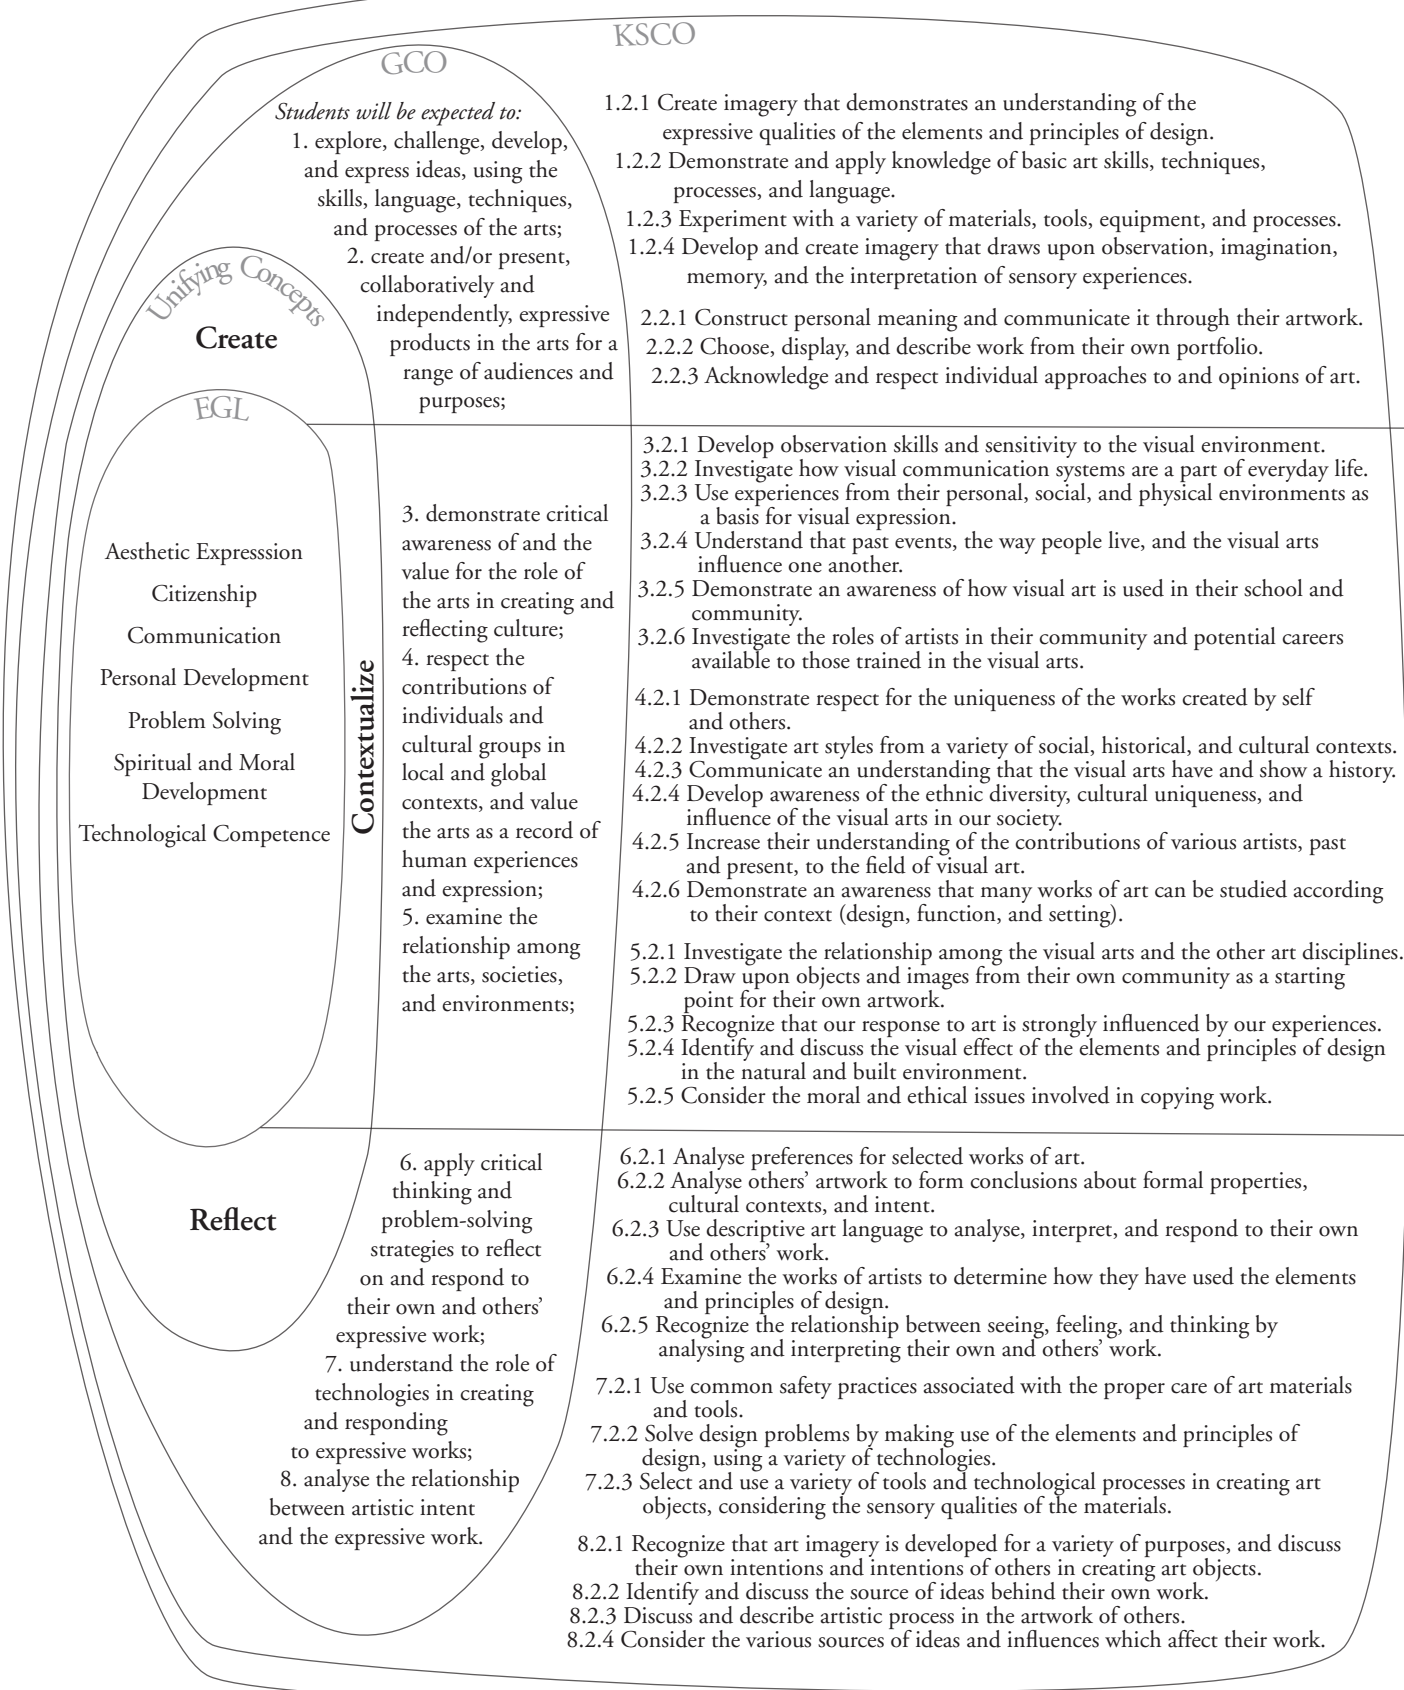 KSCO
GCO
Students will be expected to:
1. explore, challenge, develop,
and express ideas, using the
skills, language, techniques,
and processes of the arts;
2. create and/or present,
collaboratively and
independently, expressive
products in the arts for a
range of audiences and
purposes;
1.2.1 Create imagery that demonstrates an understanding of the
expressive qualities of the elements and principles of design.
1.2.2 Demonstrate and apply knowledge of basic art skills, techniques,
processes, and language.
1.2.3 Experiment with a variety of materials, tools, equipment, and processes.
1.2.4 Develop and create imagery that draws upon observation, imagination,
memory, and the interpretation of sensory experiences.
2.2.1 Construct personal meaning and communicate it through their artwork.
2.2.2 Choose, display, and describe work from their own portfolio.
2.2.3 Acknowledge and respect individual approaches to and opinions of art.
Unifying Concepts
Create
EGL
Aesthetic Expresssion
Citizenship
Communication
Personal Development
Problem Solving
Spiritual and Moral
Development
Technological Competence
Contextualize
3. demonstrate critical
awareness of and the
value for the role of
the arts in creating and
reflecting culture;
4. respect the
contributions of
individuals and
cultural groups in
local and global
contexts, and value
the arts as a record of
human experiences
and expression;
5. examine the
relationship among
the arts, societies,
and environments;
3.2.1 Develop observation skills and sensitivity to the visual environment.
3.2.2 Investigate how visual communication systems are a part of everyday life.
3.2.3 Use experiences from their personal, social, and physical environments as
a basis for visual expression.
3.2.4 Understand that past events, the way people live, and the visual arts
influence one another.
3.2.5 Demonstrate an awareness of how visual art is used in their school and
community.
3.2.6 Investigate the roles of artists in their community and potential careers
available to those trained in the visual arts.
4.2.1 Demonstrate respect for the uniqueness of the works created by self
and others.
4.2.2 Investigate art styles from a variety of social, historical, and cultural contexts.
4.2.3 Communicate an understanding that the visual arts have and show a history.
4.2.4 Develop awareness of the ethnic diversity, cultural uniqueness, and
influence of the visual arts in our society.
4.2.5 Increase their understanding of the contributions of various artists, past
and present, to the field of visual art.
4.2.6 Demonstrate an awareness that many works of art can be studied according
to their context (design, function, and setting).
5.2.1 Investigate the relationship among the visual arts and the other art disciplines.
5.2.2 Draw upon objects and images from their own community as a starting
point for their own artwork.
5.2.3 Recognize that our response to art is strongly influenced by our experiences.
5.2.4 Identify and discuss the visual effect of the elements and principles of design
in the natural and built environment.
5.2.5 Consider the moral and ethical issues involved in copying work.
Reflect
6. apply critical
thinking and
problem-solving
strategies to reflect
on and respond to
their own and others’
expressive work;
7. understand the role of
technologies in creating
and responding
to expressive works;
8. analyse the relationship
between artistic intent
and the expressive work.
6.2.1 Analyse preferences for selected works of art.
6.2.2 Analyse others’ artwork to form conclusions about formal properties,
cultural contexts, and intent.
6.2.3 Use descriptive art language to analyse, interpret, and respond to their own
and others’ work.
6.2.4 Examine the works of artists to determine how they have used the elements
and principles of design.
6.2.5 Recognize the relationship between seeing, feeling, and thinking by
analysing and interpreting their own and others’ work.
7.2.1 Use common safety practices associated with the proper care of art materials
and tools.
7.2.2 Solve design problems by making use of the elements and principles of
design, using a variety of technologies.
7.2.3 Select and use a variety of tools and technological processes in creating art
objects, considering the sensory qualities of the materials.
8.2.1 Recognize that art imagery is developed for a variety of purposes, and discuss
their own intentions and intentions of others in creating art objects.
8.2.2 Identify and discuss the source of ideas behind their own work.
8.2.3 Discuss and describe artistic process in the artwork of others.
8.2.4 Consider the various sources of ideas and influences which affect their work.